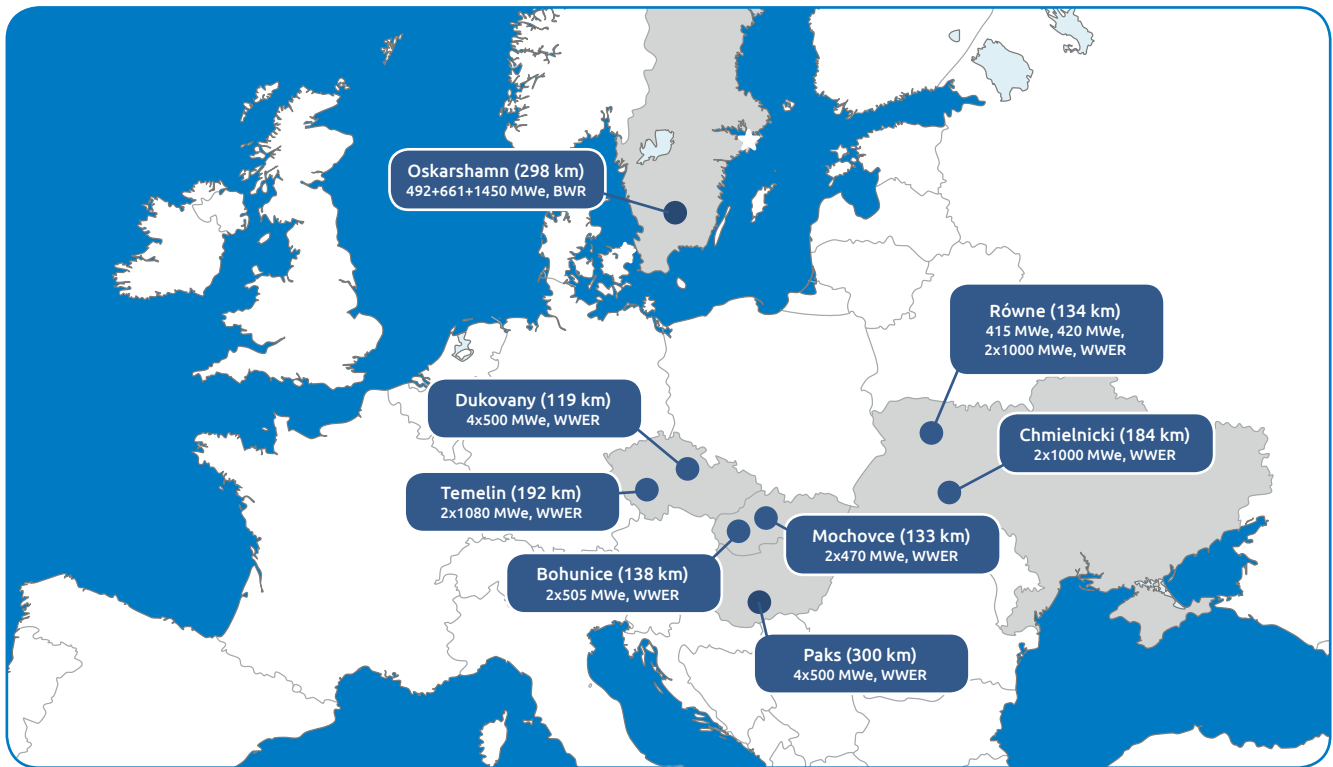 Oskarshamn (298 km)
492+661+1450 MWe, BWR
Równe (134 km)
415 MWe, 420 MWe,
2x1000 MWe, WWER
Dukovany (119 km)
4x500 MWe, WWER
Chmielnicki (184 km)
2x1000 MWe, WWER
Temelin (192 km)
2x1080 MWe, WWER
Mochovce (133 km)
2x470 MWe, WWER
Bohunice (138 km)
2x505 MWe, WWER
Paks (300 km)
4x500 MWe, WWER